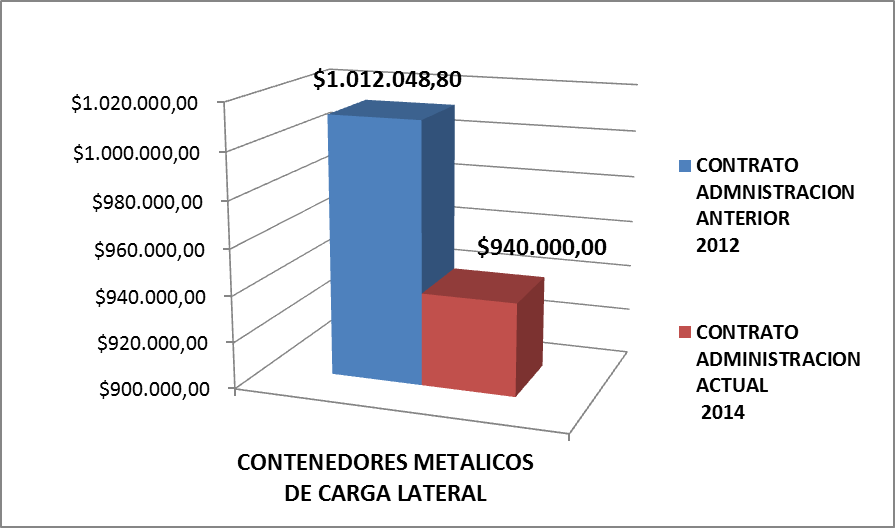 $1.012.048,80
$1.020.000,00
$1.000.000,00
$980.000,00
$960.000,00
$940.000,00
$920.000,00
$900.000,00
$940.000,00
CONTRATO
ADMNISTRACION
ANTERIOR
2012
CONTRATO
ADMINISTRACION
ACTUAL
2014
CONTENEDORES METALICOS
DE CARGA LATERAL